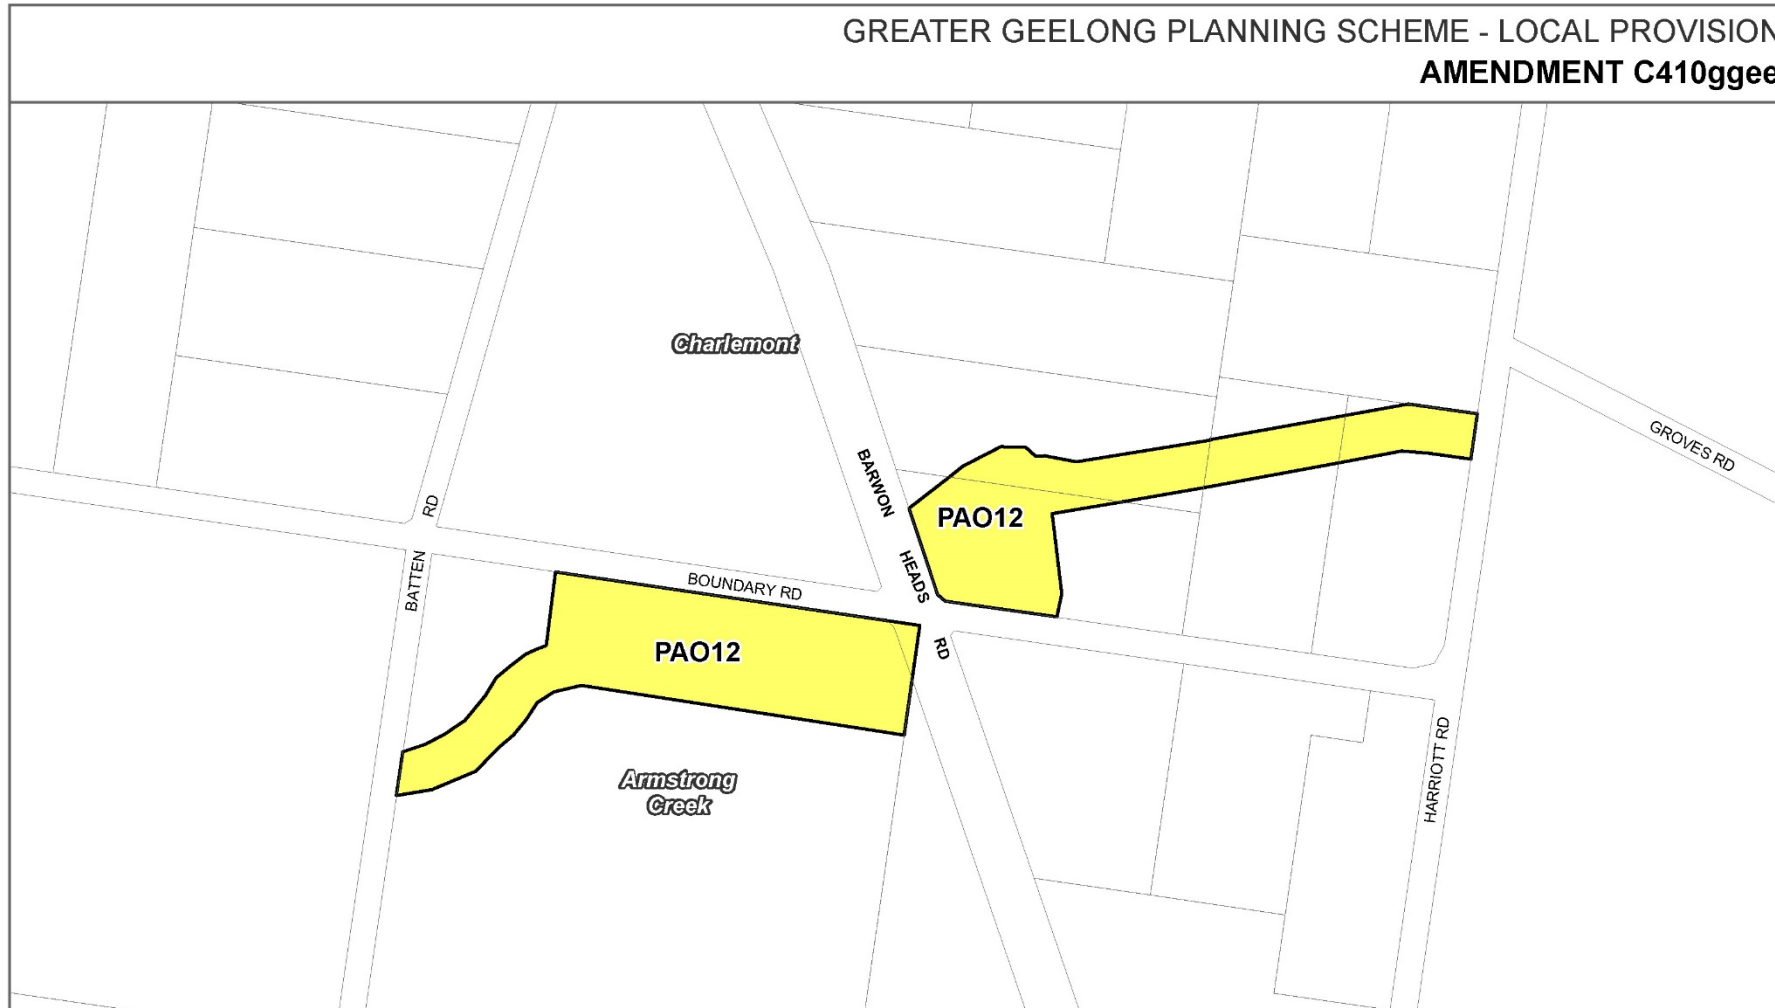 GREATER GEELONG PLANNING SCHEME - LOCAL PROVISION
AMENDMENT C410ggee
Charlemont
BARWON
HEADS
RD
GROVES RD
RD
BATTEN
BOUNDARY RD
PAO12
PAO12
Armstrong
Creek
HARRIOTT RD